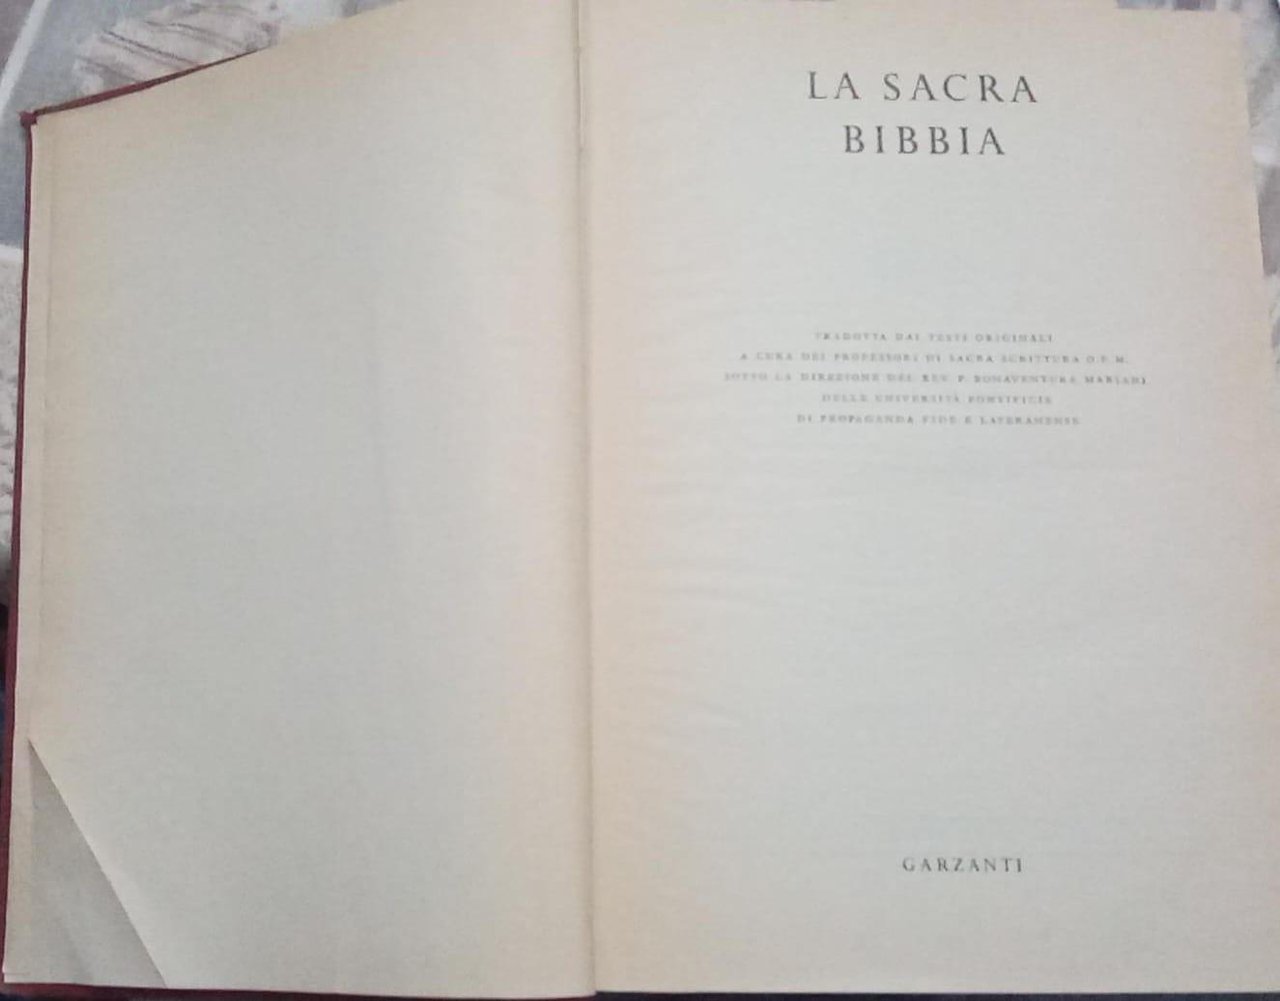 LA SACRA
BIBBIA
TRADOTTA DAI TESTI ORIGINALI
A CURA DEI PROFESSORI DI SACRA SCRITTURA O. F. M.
SOTTO LA DIREZIONE DEL REV. P. BONAVENTURA MARIANI
DELLE UNIVERSITÀ PONTIFICIE
DI PROPAGANDA FIDE E LATERANENSE
GARZANTI